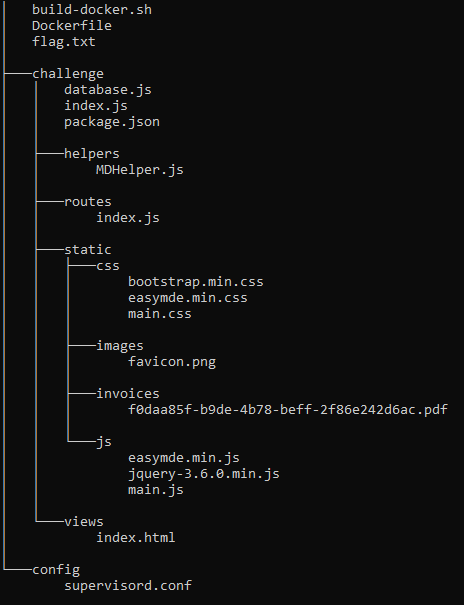 build-docker.sh
Dockerfile
flag.txt
challenge
database.js
index.js
package.json
helpers
MDHelper.js
routes
index.js
static
css
bootstrap.min.css
easymde.min.css
main.css
images
favicon.png
invoices
f0daa85f-b9de-4b78-beff-2f86e242d6ac.pdf
js
easymde.min.js
jquery-3.6.0.min.js
main.js
views
index.html
config
supervisord.conf